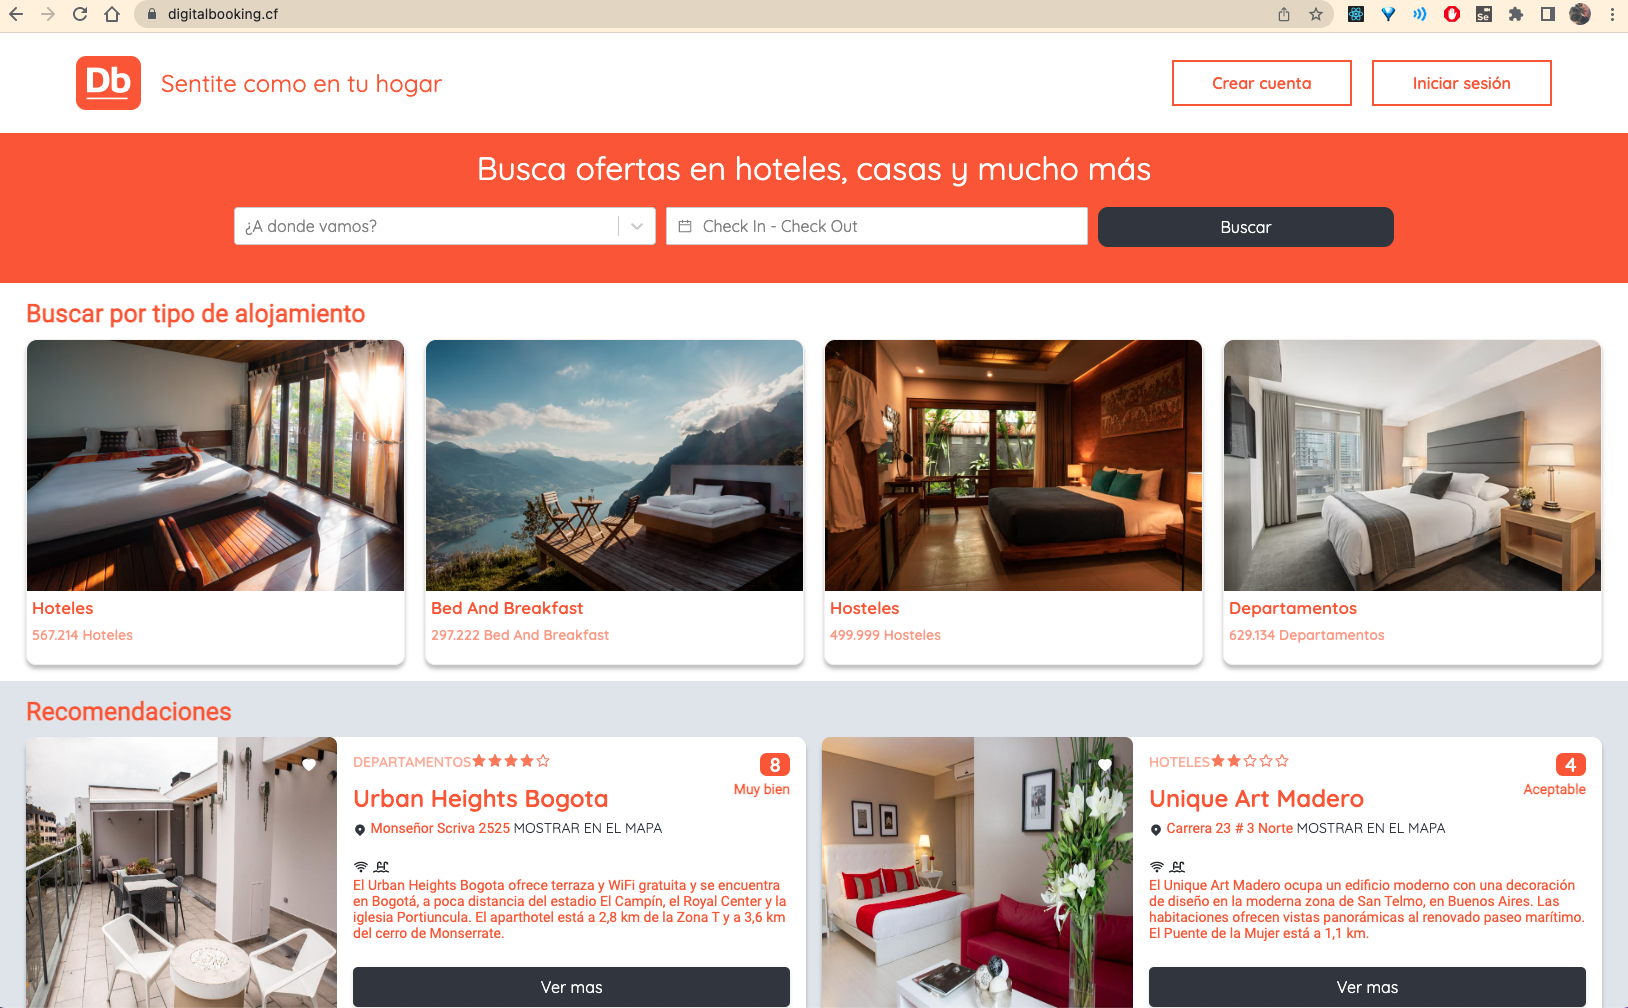 digitalbooking.cf
Db
Sentite como en tu hogar
Crear cuenta
Iniciar sesión
Busca ofertas en hoteles, casas y mucho más
¿A donde vamos?
Check In - Check Out
Buscar
Buscar por tipo de alojamiento
Hoteles
567.214 Hoteles
Bed And Breakfast
297.222 Bed And Breakfast
Hosteles
499.999 Hosteles
Departamentos
629.134 Departamentos
Recomendaciones
DEPARTAMENTOS
8
Muy bien
Urban Heights Bogota
Monseñor Scriva 2525 MOSTRAR EN EL MAPA
El Urban Heights Bogota ofrece terraza y WiFi gratuita y se encuentra
en Bogotá, a poca distancia del estadio El Campín, el Royal Center y la
iglesia Portiuncula. El aparthotel está a 2,8 km de la Zona T y a 3,6 km
del cerro de Monserrate.
Ver mas
HOTELES
4
Aceptable
Unique Art Madero
Carrera 23 # 3 Norte MOSTRAR EN EL MAPA
El Unique Art Madero ocupa un edificio moderno con una decoración
de diseño en la moderna zona de San Telmo, en Buenos Aires. Las
habitaciones ofrecen vistas panorámicas al renovado paseo marítimo.
El Puente de la Mujer está a 1,1 km.
Ver mas